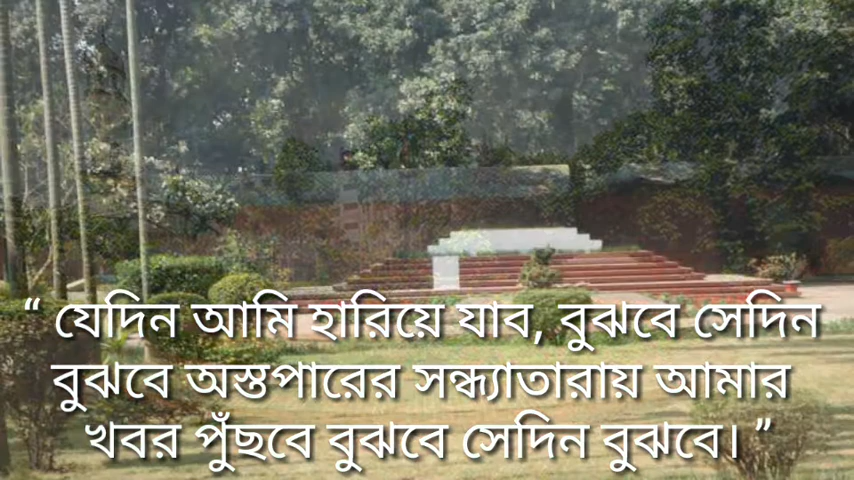 “ যেদিন আমি হারিয়ে যাব, বুঝবে সেদিন
বুঝবে অস্তপারের সন্ধ্যাতারায় আমার
খবর পুঁছবে বুঝবে সেদিন বুঝবে। ”